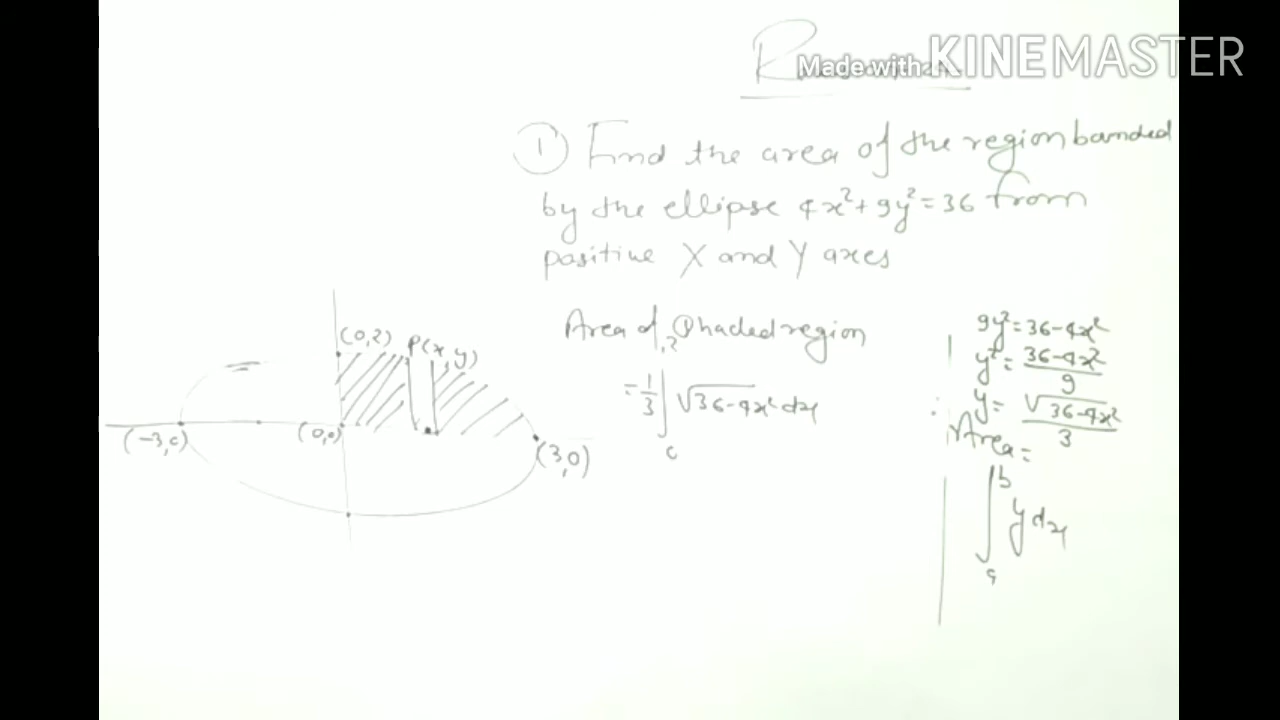 Made with KINEMASTER
① Find the area of the region bounded
by the ellipse 4x²+9y²=36 from
positive X and Y axes
Area of shaded region
= 1/3 ∫₀² √36-4x² dx
9y²=36-4x²
y²= 36-4x²/9
∴ y= √36-4x²/3
Area=
∫ₐᵇ y dx
(0,2)
P(x,y)
(-3,0)
(0,0)
(3,0)